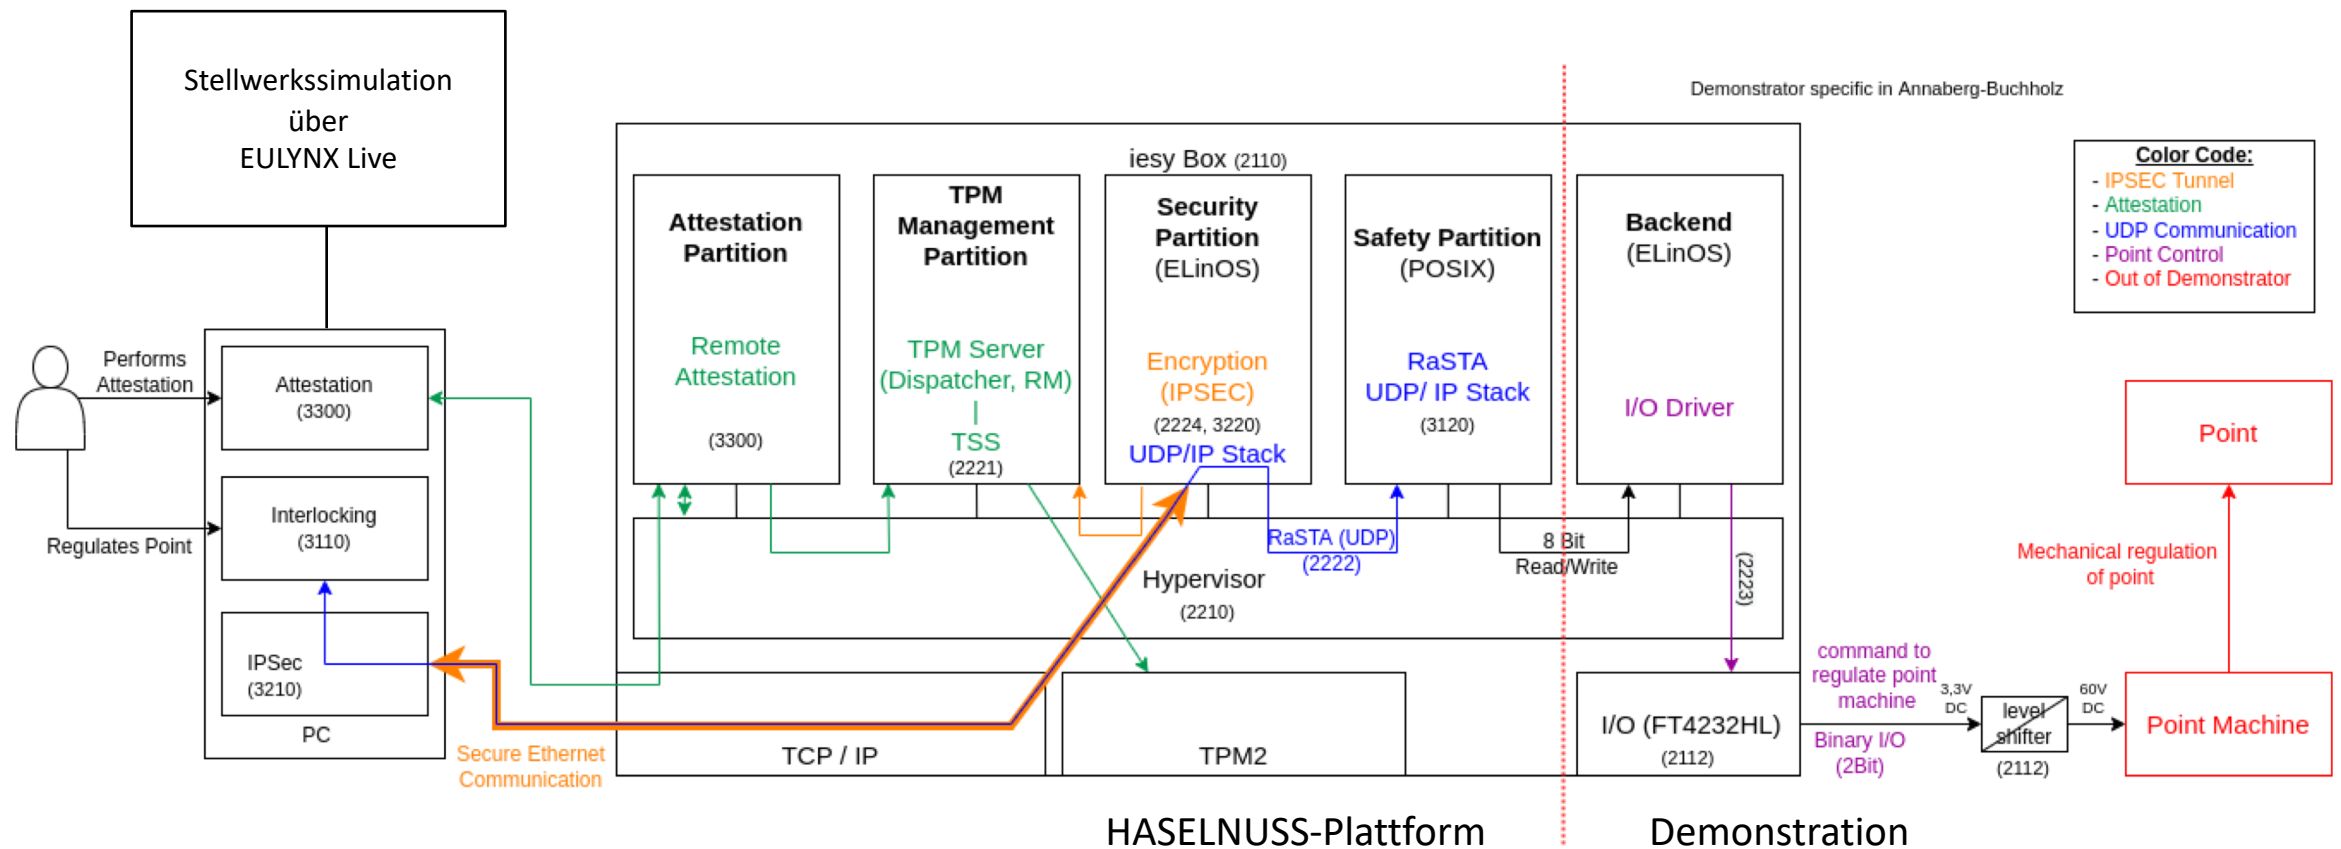 Stellwerkssimulation
über
EULYNX Live
Performs
Attestation
Regulates Point
Attestation
(3300)
Interlocking
(3110)
IPSec
(3210)
PC
Secure Ethernet
Communication
iesy Box (2110)
Attestation
Partition
Remote
Attestation
(3300)
TPM
Management
Partition
TPM Server
(Dispatcher, RM)
|
TSS
(2221)
Security
Partition
(ELinOS)
Encryption
(IPSEC)
(2224, 3220)
UDP/IP Stack
Safety Partition
(POSIX)
RaSTA
UDP/ IP Stack
(3120)
Backend
(ELinOS)
I/O Driver
RaSTA (UDP)
(2222)
8 Bit
Read/Write
(2223)
Hypervisor
(2210)
TCP / IP
TPM2
I/O (FT4232HL)
(2112)
Demonstrator specific in Annaberg-Buchholz
Color Code:
- IPSEC Tunnel
- Attestation
- UDP Communication
- Point Control
- Out of Demonstrator
command to
regulate point
machine
Binary I/O
(2Bit)
3,3V
DC
level
shifter
(2112)
60V
DC
Point
Mechanical regulation
of point
Point Machine
HASELNUSS-Plattform
Demonstration